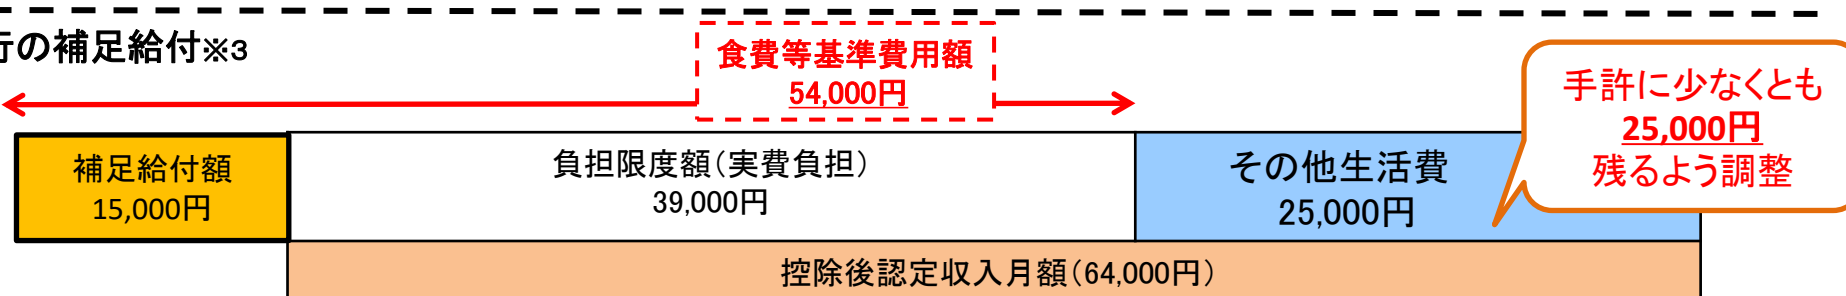 行の補足給付※3
食費等基準費用額
54,000円
手許に少なくとも
25,000円
残るよう調整
補足給付額
15,000円
負担限度額(実費負担)
39,000円
その他生活費
25,000円
控除後認定収入月額(64,000円)